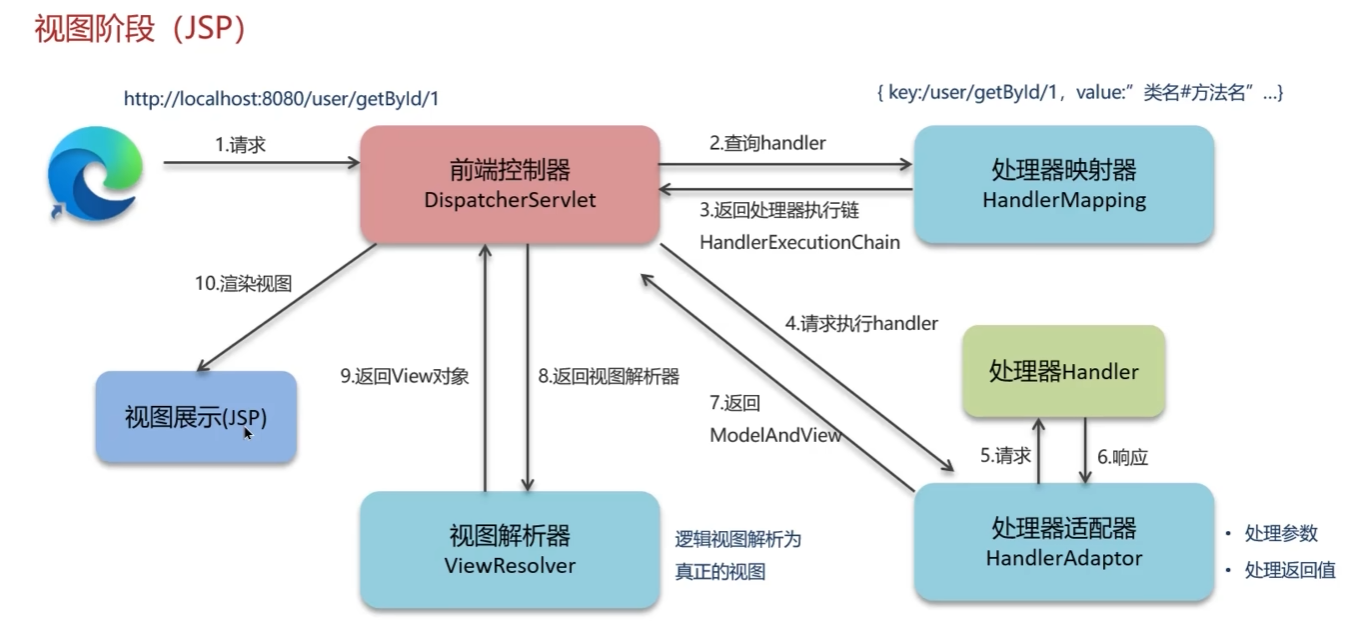 视图阶段（JSP）
http://localhost:8080/user/getById/1
{ key:/user/getById/1，value:”类名#方法名”...}
1.请求
前端控制器
DispatcherServlet
2.查询handler
处理器映射器
HandlerMapping
3.返回处理器执行链
HandlerExecutionChain
10.渲染视图
4.请求执行handler
处理器Handler
9.返回View对象
8.返回视图解析器
7.返回
ModelAndView
视图展示(JSP)
5.请求
6.响应
视图解析器
ViewResolver
逻辑视图解析为
真正的视图
处理器适配器
HandlerAdaptor
• 处理参数
• 处理返回值